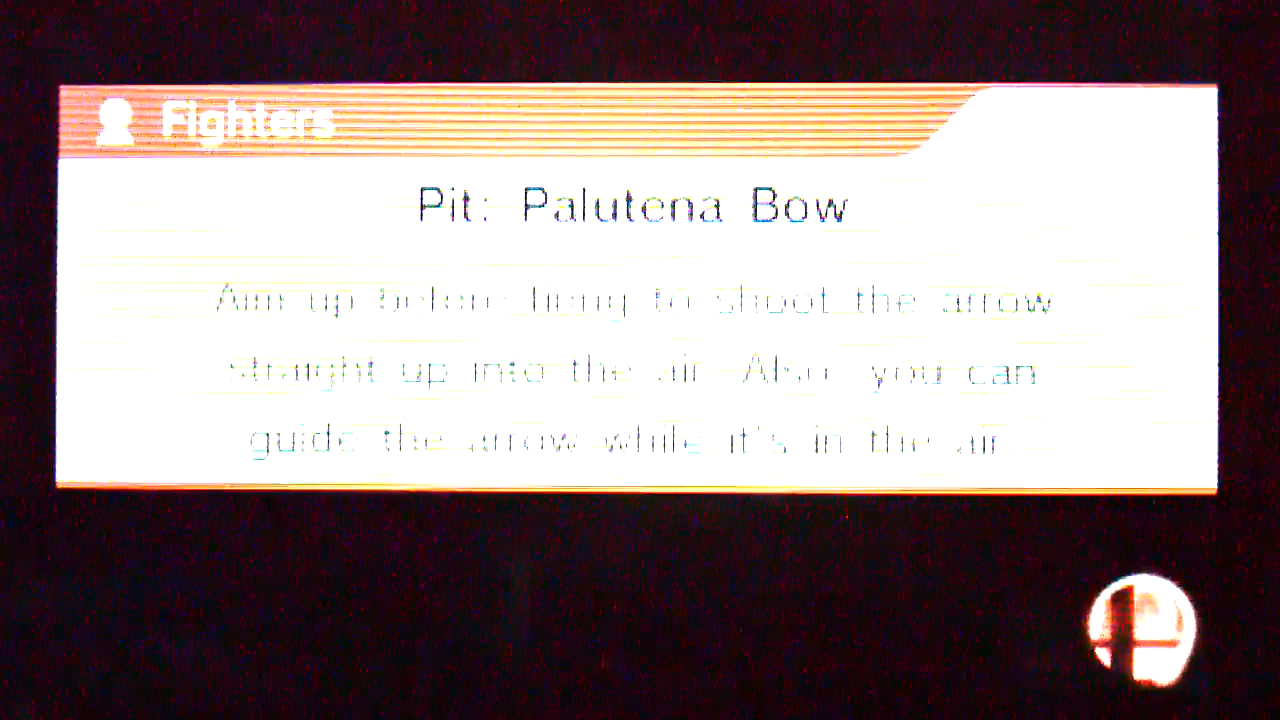 Fighters
Pit: Palutena Bow
Aim up before firing to shoot the arrow
straight up into the air. Also, you can
guide the arrow while it's in the air.